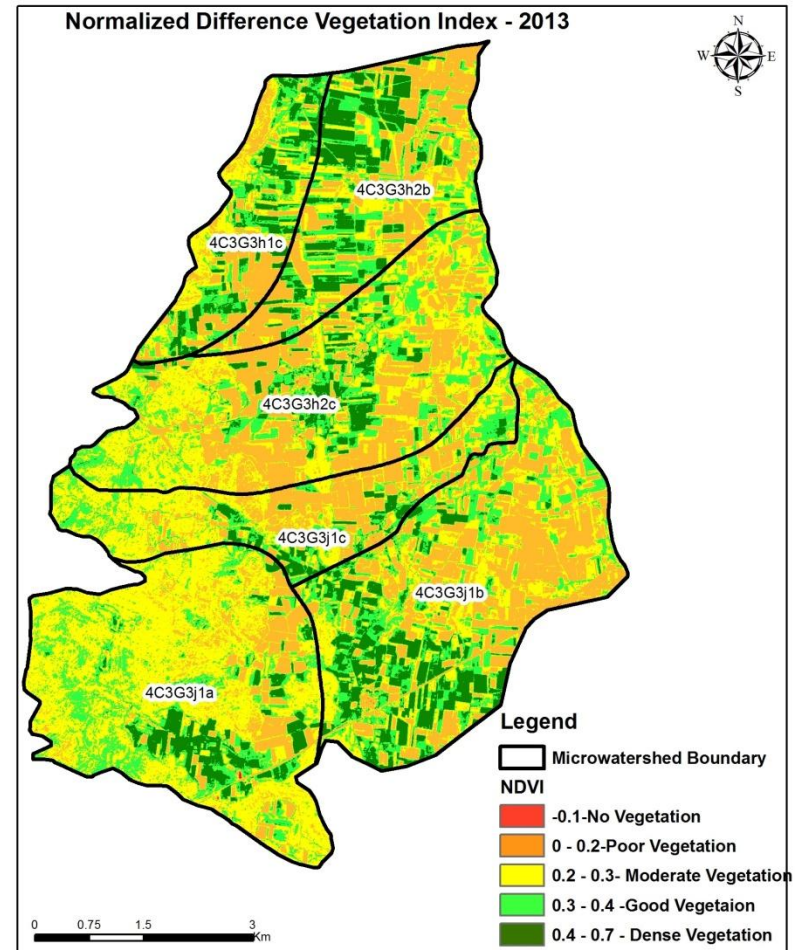 Normalized Difference Vegetation Index - 2013
N
W E
S
4C3G3h2b
4C3G3h1c
4C3G3h2c
4C3G3j1c
4C3G3j1b
4C3G3j1a
Legend
Microwatershed Boundary
NDVI
-0.1-No Vegetation
0 - 0.2-Poor Vegetation
0.2 - 0.3- Moderate Vegetation
0.3 - 0.4 -Good Vegetaion
0.4 - 0.7 - Dense Vegetation
0 0.75 1.5 3
Km